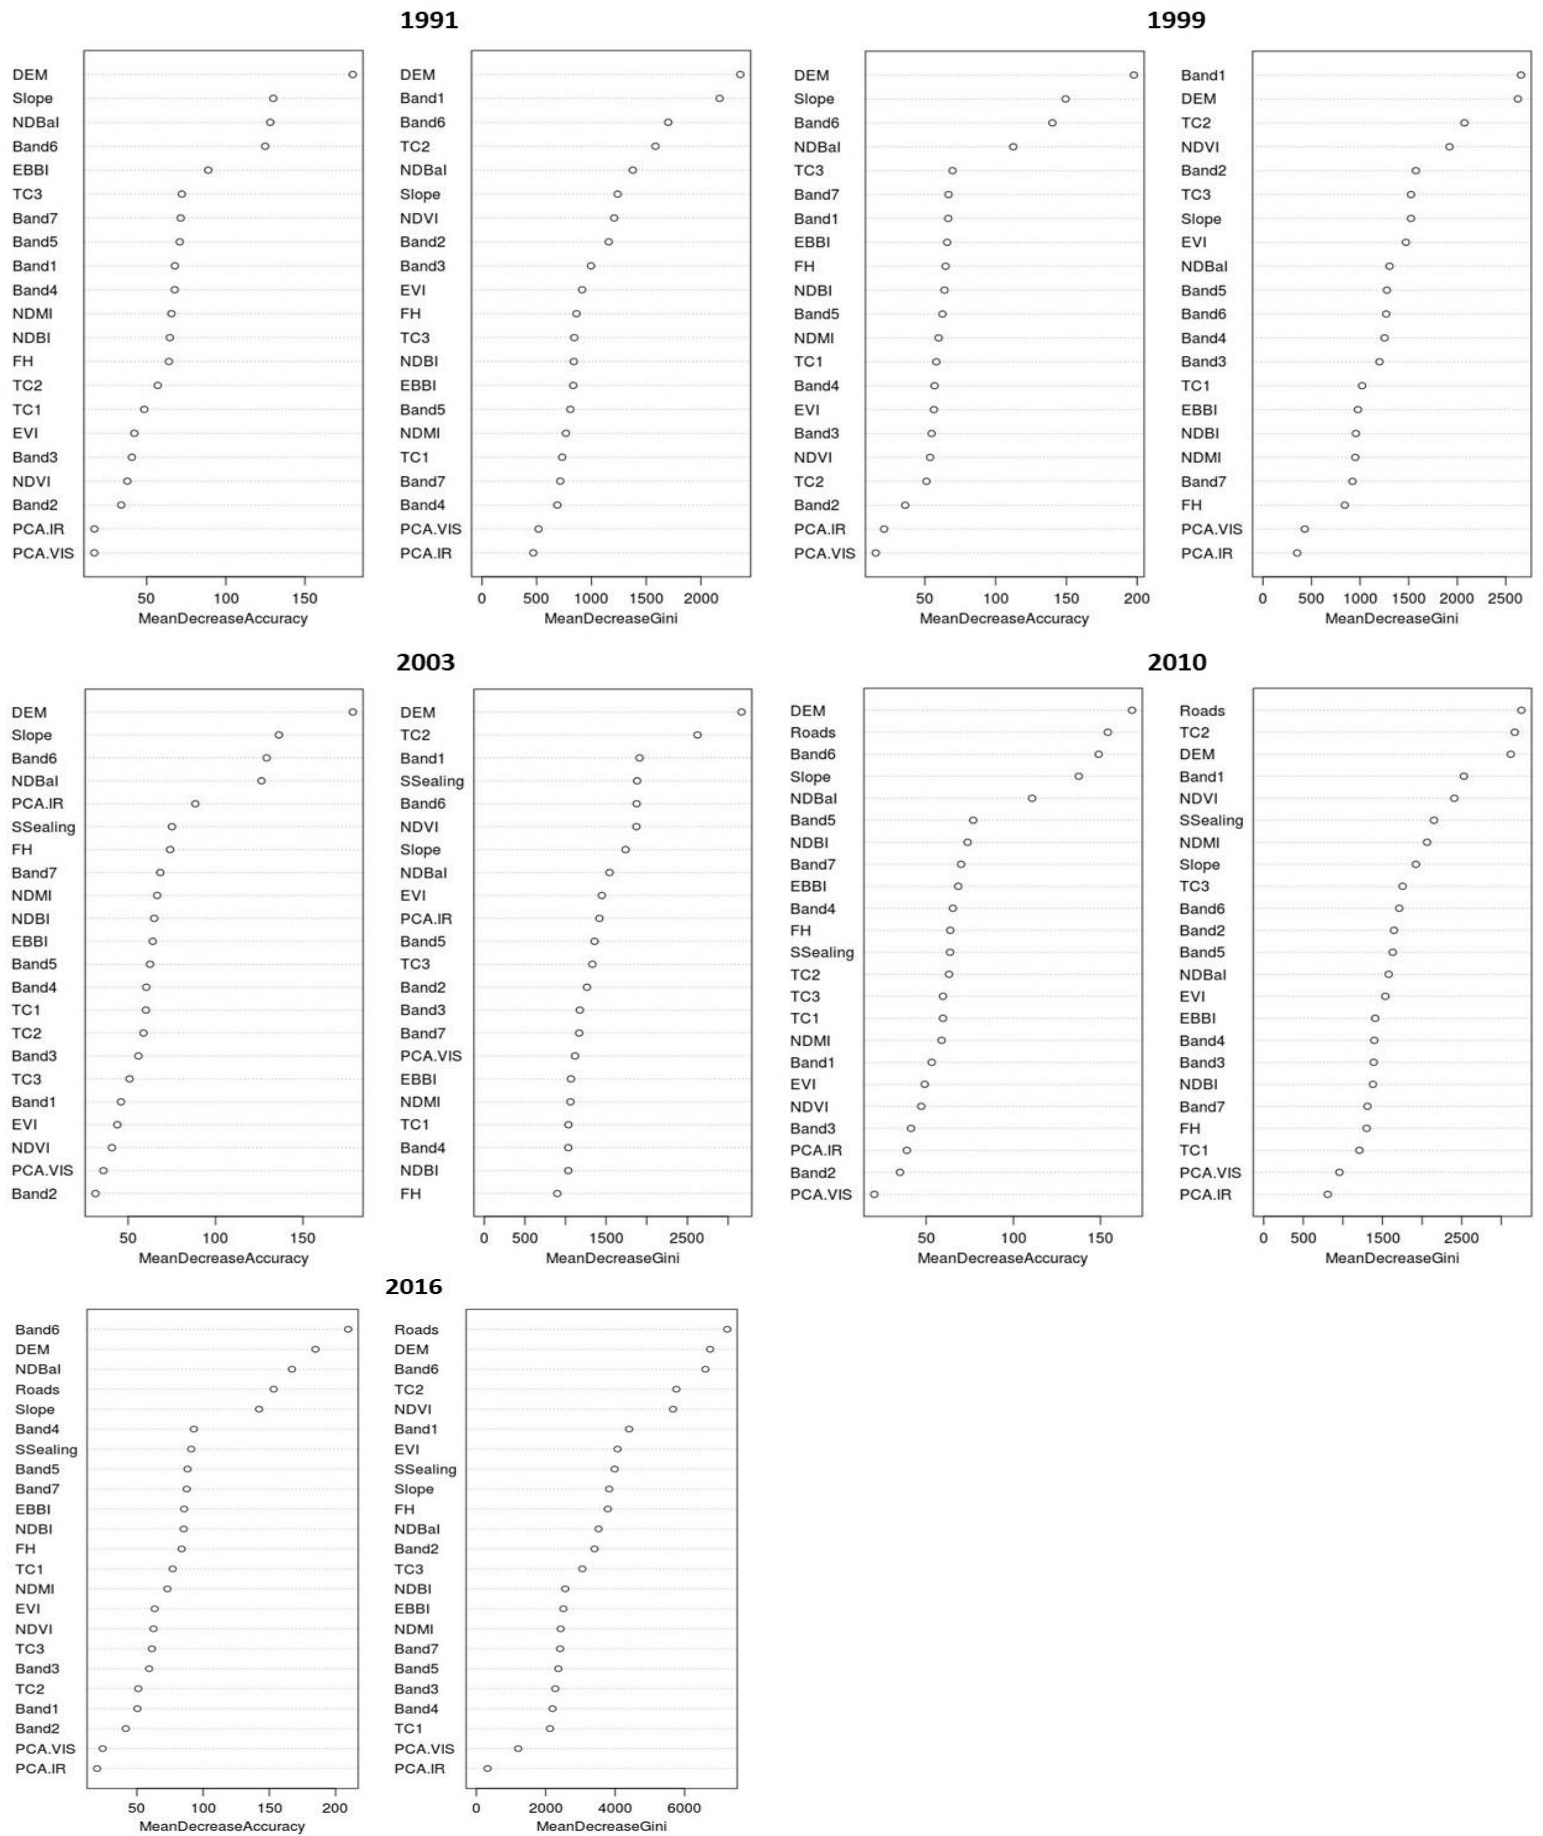 1991
DEM
Slope
NDBaI
Band6
EBBI
TC3
Band7
Band5
Band1
Band4
NDMI
NDBI
FH
TC2
TC1
EVI
Band3
NDVI
Band2
PCA.IR
PCA.VIS
50 100 150
MeanDecreaseAccuracy
DEM
Band1
Band6
TC2
NDBaI
Slope
NDVI
Band2
Band3
EVI
FH
TC3
NDBI
EBBI
Band5
NDMI
TC1
Band7
Band4
PCA.VIS
PCA.IR
0 500 1000 1500 2000
MeanDecreaseGini
1999
DEM
Slope
Band6
NDBaI
TC3
Band7
Band1
EBBI
FH
NDBI
Band5
NDMI
TC1
Band4
EVI
Band3
NDVI
TC2
Band2
PCA.IR
PCA.VIS
50 100 150 200
MeanDecreaseAccuracy
Band1
DEM
TC2
NDVI
Band2
TC3
Slope
EVI
NDBaI
Band5
Band6
Band4
Band3
TC1
EBBI
NDBI
NDMI
Band7
FH
PCA.VIS
PCA.IR
0 500 1000 1500 2000 2500
MeanDecreaseGini
2003
DEM
Slope
Band6
NDBaI
PCA.IR
SSealing
FH
Band7
NDMI
NDBI
EBBI
Band5
Band4
TC1
TC2
Band3
TC3
Band1
EVI
NDVI
PCA.VIS
Band2
50 100 150
MeanDecreaseAccuracy
DEM
TC2
Band1
SSealing
Band6
NDVI
Slope
NDBaI
EVI
PCA.IR
Band5
TC3
Band2
Band3
Band7
PCA.VIS
EBBI
NDMI
TC1
Band4
NDBI
FH
0 500 1500 2500
MeanDecreaseGini
2010
DEM
Roads
Band6
Slope
NDBaI
Band5
NDBI
Band7
EBBI
Band4
FH
SSealing
TC2
TC3
TC1
NDMI
Band1
EVI
NDVI
Band3
PCA.IR
Band2
PCA.VIS
50 100 150
MeanDecreaseAccuracy
Roads
TC2
DEM
Band1
NDVI
SSealing
NDMI
Slope
TC3
Band6
Band2
Band5
NDBaI
EVI
EBBI
Band4
Band3
NDBI
Band7
FH
TC1
PCA.VIS
PCA.IR
0 500 1500 2500
MeanDecreaseGini
2016
Band6
DEM
NDBaI
Roads
Slope
Band4
SSealing
Band5
Band7
EBBI
NDBI
FH
TC1
NDMI
EVI
NDVI
TC3
Band3
TC2
Band1
Band2
PCA.VIS
PCA.IR
50 100 150 200
MeanDecreaseAccuracy
Roads
DEM
Band6
TC2
NDVI
Band1
EVI
SSealing
Slope
FH
NDBaI
Band2
TC3
NDBI
EBBI
NDMI
Band7
Band5
Band3
Band4
TC1
PCA.VIS
PCA.IR
0 2000 4000 6000
MeanDecreaseGini